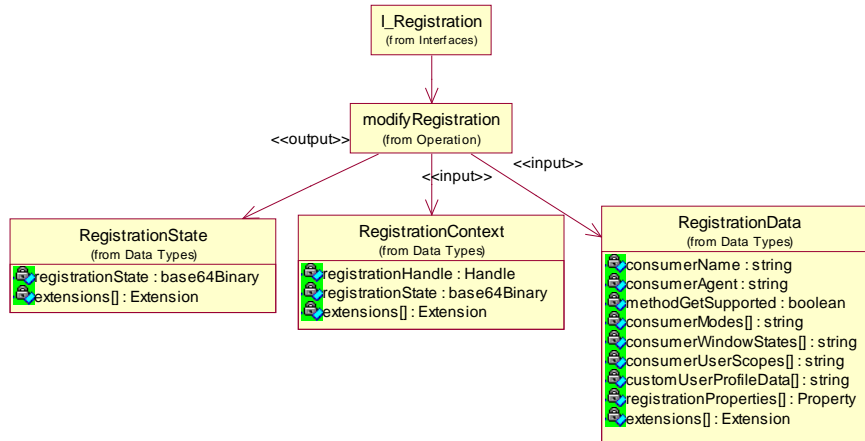 I_Registration
(from Interfaces)
modifyRegistration
(from Operation)
<<output>>
<<input>>
<<input>>
RegistrationState
(from Data Types)
registrationState : base64Binary
extensions[] : Extension
RegistrationContext
(from Data Types)
registrationHandle : Handle
registrationState : base64Binary
extensions[] : Extension
RegistrationData
(from Data Types)
consumerName : string
consumerAgent : string
methodGetSupported : boolean
consumerModes[] : string
consumerWindowStates[] : string
consumerUserScopes[] : string
customUserProfileData[] : string
registrationProperties[] : Property
extensions[] : Extension